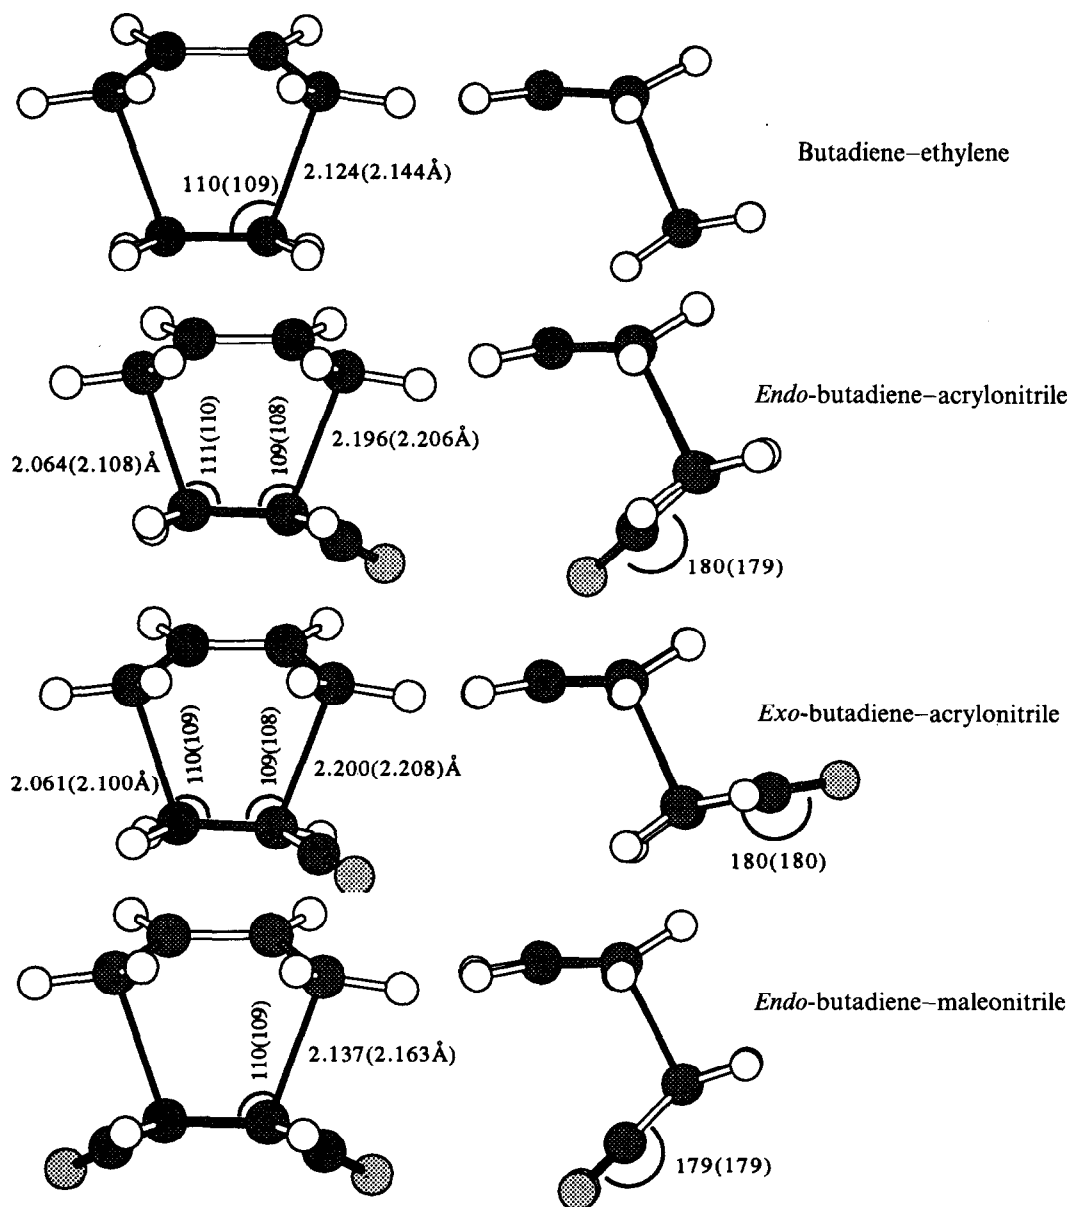 110(109)
2.124(2.144Å)
Butadiene–ethylene
2.064(2.108)Å
111(110)
109(108)
2.196(2.206Å)
Endo-butadiene–acrylonitrile
180(179)
2.061(2.100Å)
110(109)
109(108)
2.200(2.208)Å
Exo-butadiene–acrylonitrile
180(180)
110(109)
2.137(2.163Å)
Endo-butadiene–maleonitrile
179(179)